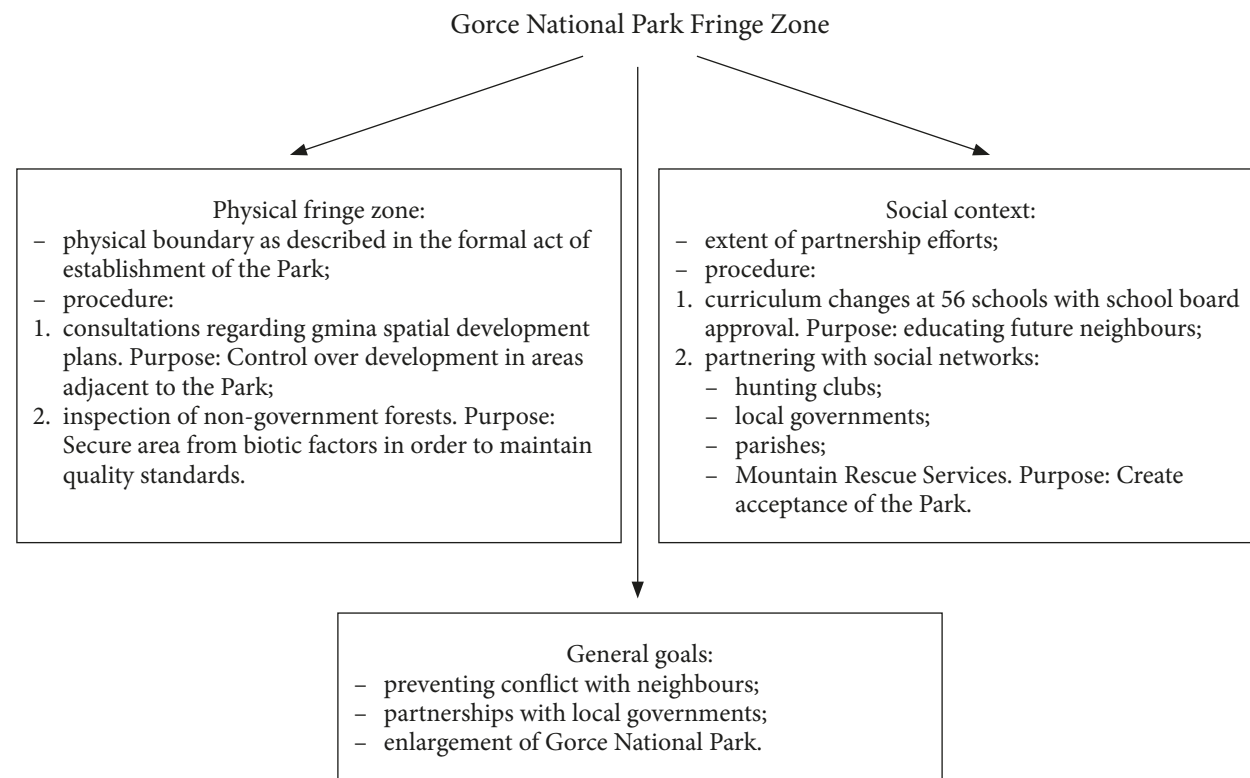 Gorce National Park Fringe Zone
Physical fringe zone:
– physical boundary as described in the formal act of
establishment of the Park;
– procedure:
1. consultations regarding gmina spatial development
plans. Purpose: Control over development in areas
adjacent to the Park;
2. inspection of non-government forests. Purpose:
Secure area from biotic factors in order to maintain
quality standards.
Social context:
– extent of partnership efforts;
– procedure:
1. curriculum changes at 56 schools with school board
approval. Purpose: educating future neighbours;
2. partnering with social networks:
– hunting clubs;
– local governments;
– parishes;
– Mountain Rescue Services. Purpose: Create
acceptance of the Park.
General goals:
– preventing conflict with neighbours;
– partnerships with local governments;
– enlargement of Gorce National Park.